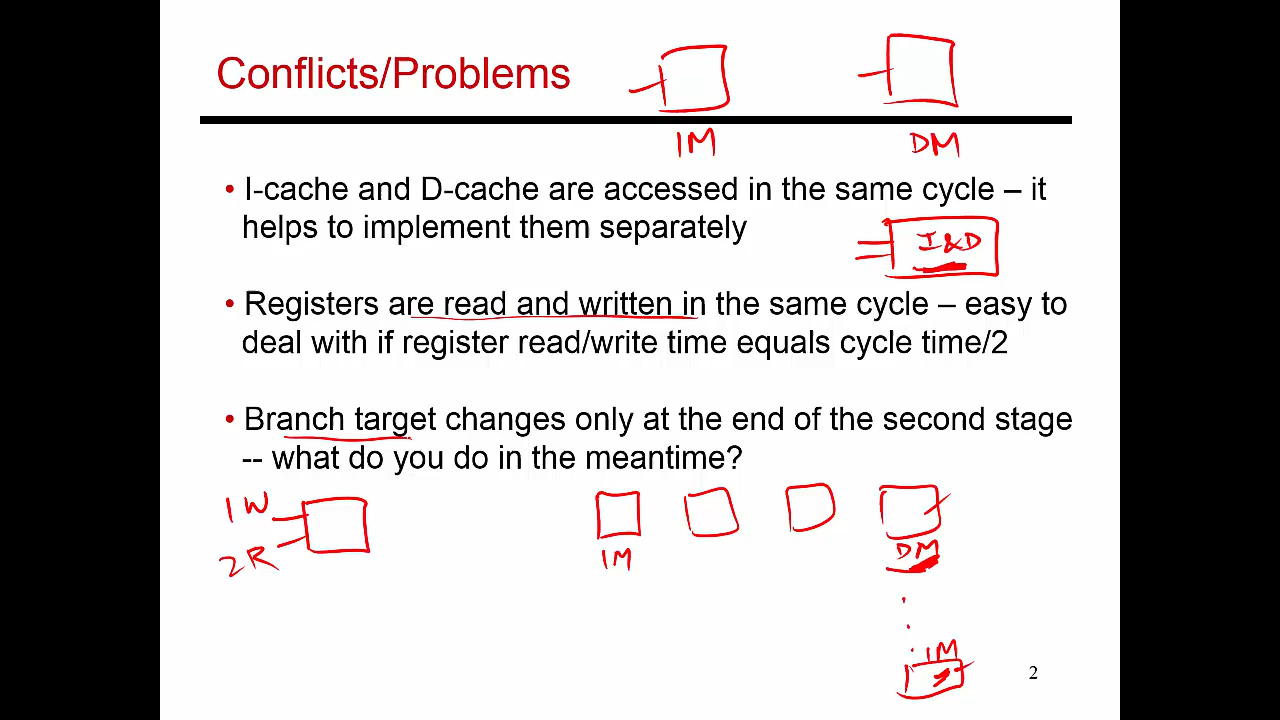 Conflicts/Problems
IM
DM
• I-cache and D-cache are accessed in the same cycle – it
helps to implement them separately
I&D
• Registers are read and written in the same cycle – easy to
deal with if register read/write time equals cycle time/2
• Branch target changes only at the end of the second stage
-- what do you do in the meantime?
1W
2R
IM
DM
IM
2